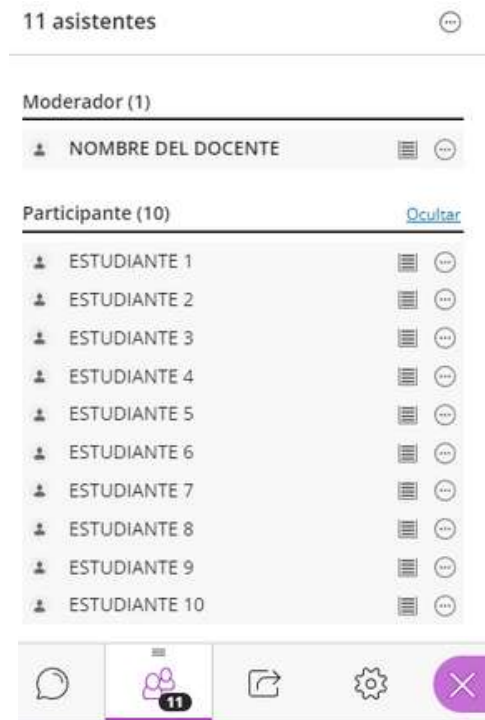 11 asistentes
Moderador (1)
NOMBRE DEL DOCENTE
Participante (10)
Ocultar
ESTUDIANTE 1
ESTUDIANTE 2
ESTUDIANTE 3
ESTUDIANTE 4
ESTUDIANTE 5
ESTUDIANTE 6
ESTUDIANTE 7
ESTUDIANTE 8
ESTUDIANTE 9
ESTUDIANTE 10
11